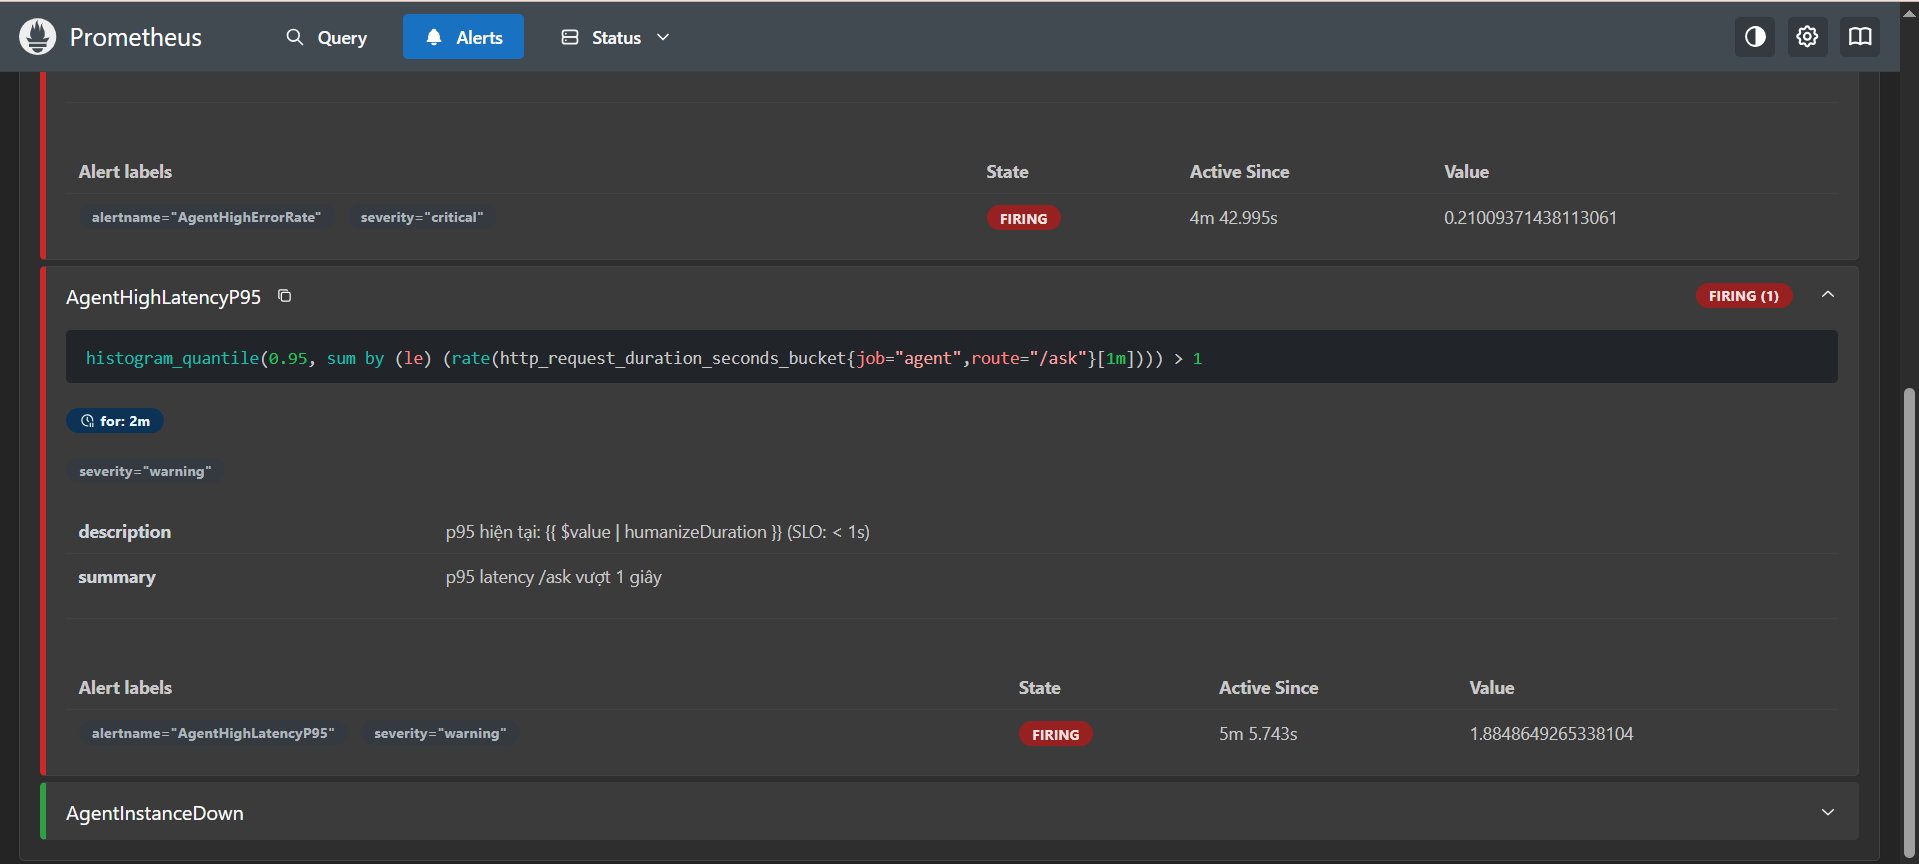 Prometheus Query Alerts Status
Alert labels State Active Since Value
alertname="AgentHighErrorRate" severity="critical" FIRING 4m 42.995s 0.21009371438113061
AgentHighLatencyP95 FIRING (1)
histogram_quantile(0.95, sum by (le) (rate(http_request_duration_seconds_bucket{job="agent",route="/ask"}[1m]))) > 1
for: 2m
severity="warning"
description p95 hiện tại: {{ $value | humanizeDuration }} (SLO: < 1s)
summary p95 latency /ask vượt 1 giây
Alert labels State Active Since Value
alertname="AgentHighLatencyP95" severity="warning" FIRING 5m 5.743s 1.8848649265338104
AgentInstanceDown